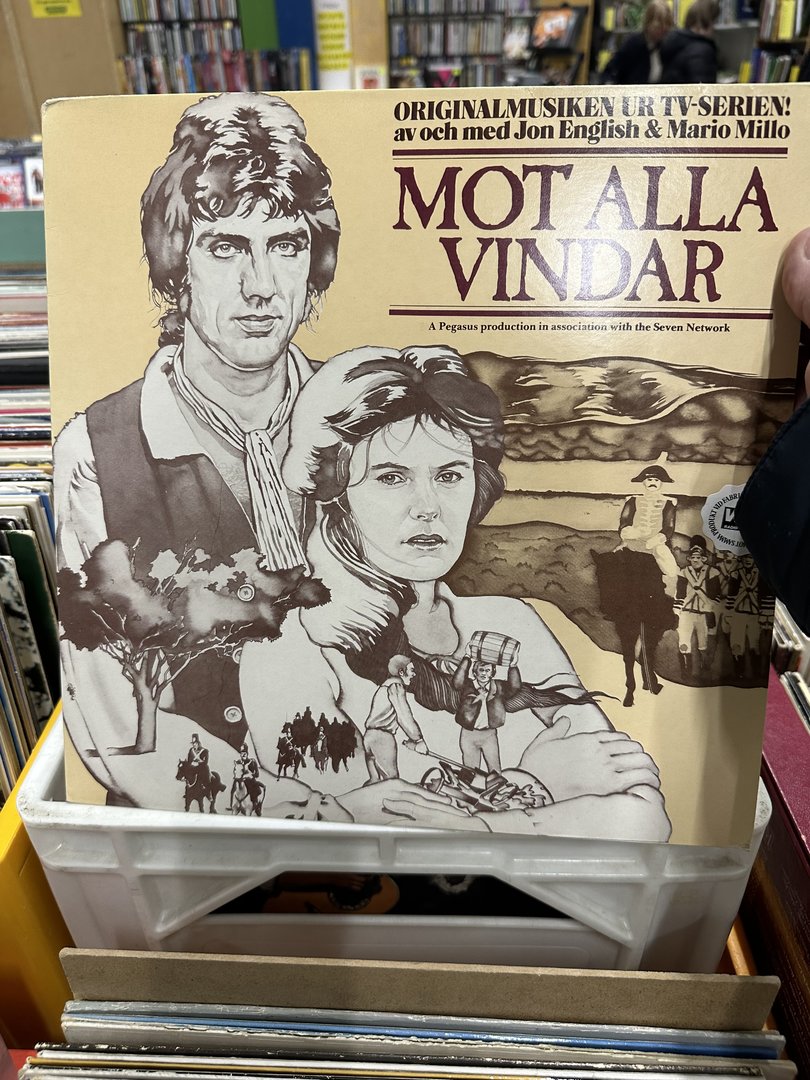 ORIGINALMUSIKEN UR TV-SERIEN!
av och med Jon English & Mario Millo
MOT ALLA
VINDAR
A Pegasus production in association with the Seven Network